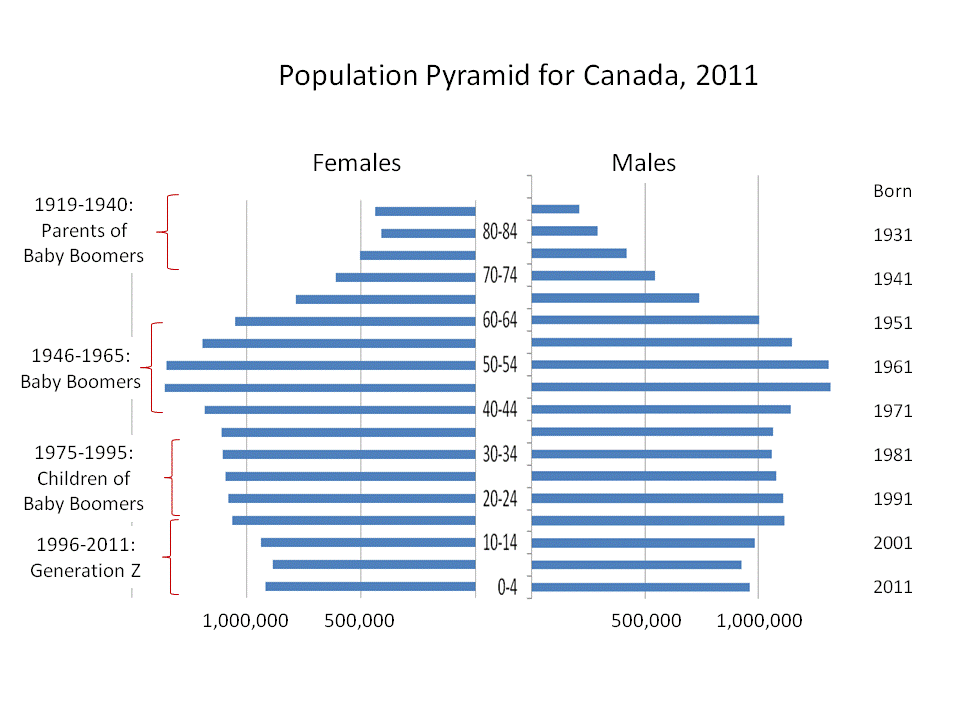 Population Pyramid for Canada, 2011
Females
Males
Born
1919-1940:
Parents of
Baby Boomers
1946-1965:
Baby Boomers
1975-1995:
Children of
Baby Boomers
1996-2011:
Generation Z
80-84
70-74
60-64
50-54
40-44
30-34
20-24
10-14
0-4
1931
1941
1951
1961
1971
1981
1991
2001
2011
1,000,000
500,000
500,000
1,000,000